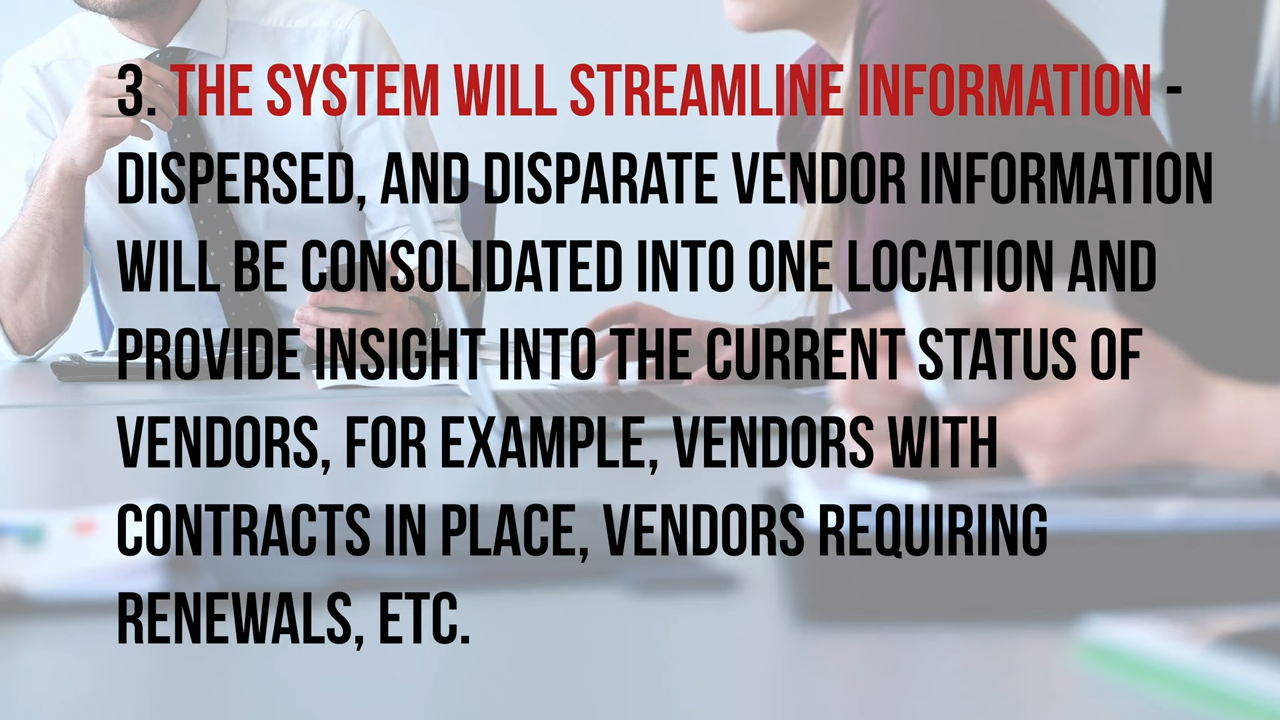 3. THE SYSTEM WILL STREAMLINE INFORMATION -
DISPERSED, AND DISPARATE VENDOR INFORMATION
WILL BE CONSOLIDATED INTO ONE LOCATION AND
PROVIDE INSIGHT INTO THE CURRENT STATUS OF
VENDORS, FOR EXAMPLE, VENDORS WITH
CONTRACTS IN PLACE, VENDORS REQUIRING
RENEWALS, ETC.